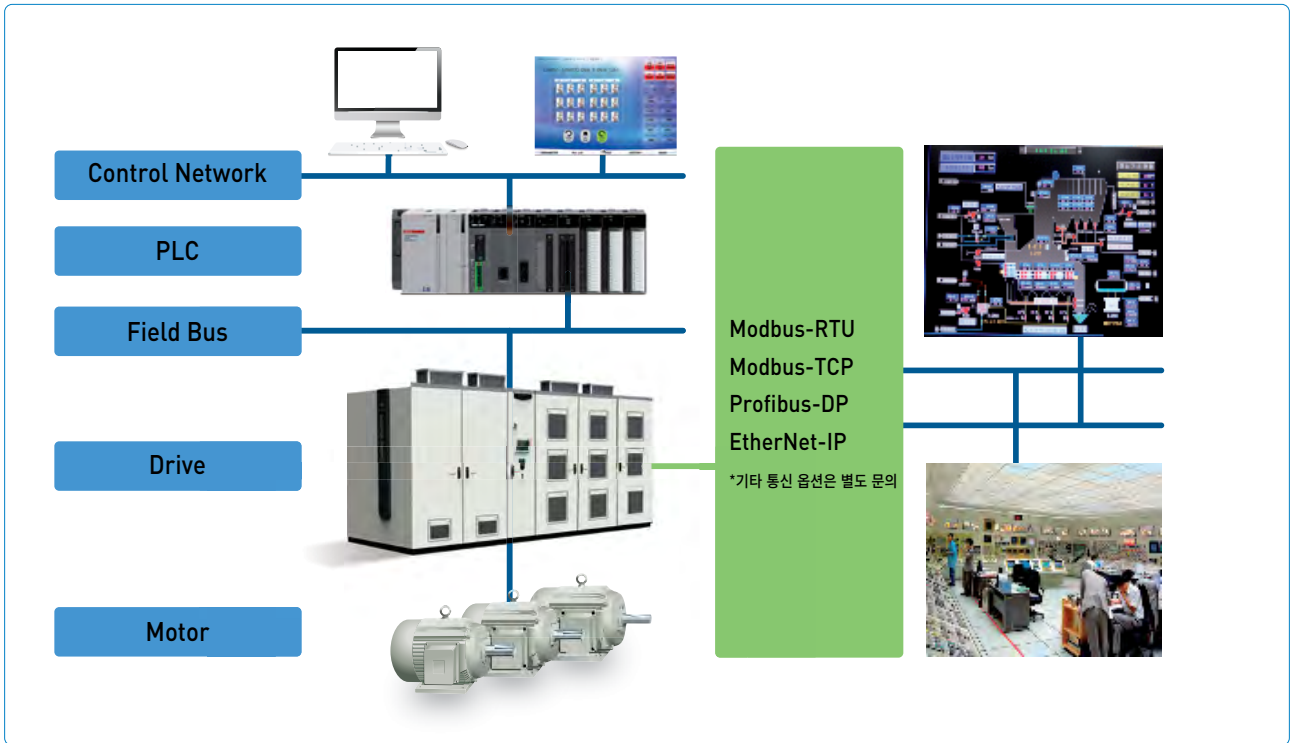 Control Network
PLC
Field Bus
Drive
Motor
Modbus-RTU
Modbus-TCP
Profibus-DP
EtherNet-IP
*기타 통신 옵션은 별도 문의